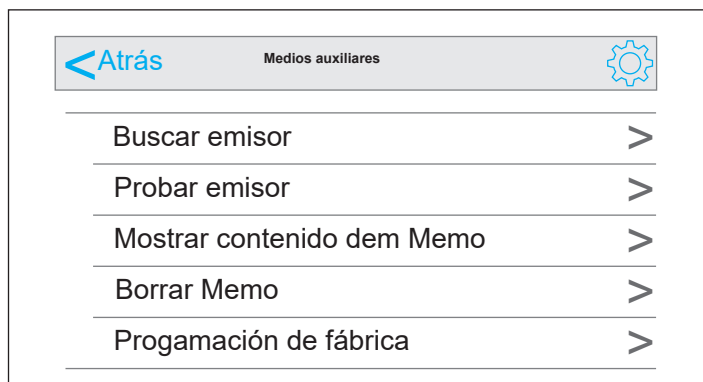 < Atrás Medios auxiliares
Buscar emisor >
Probar emisor >
Mostrar contenido dem Memo >
Borrar Memo >
Progamación de fábrica >